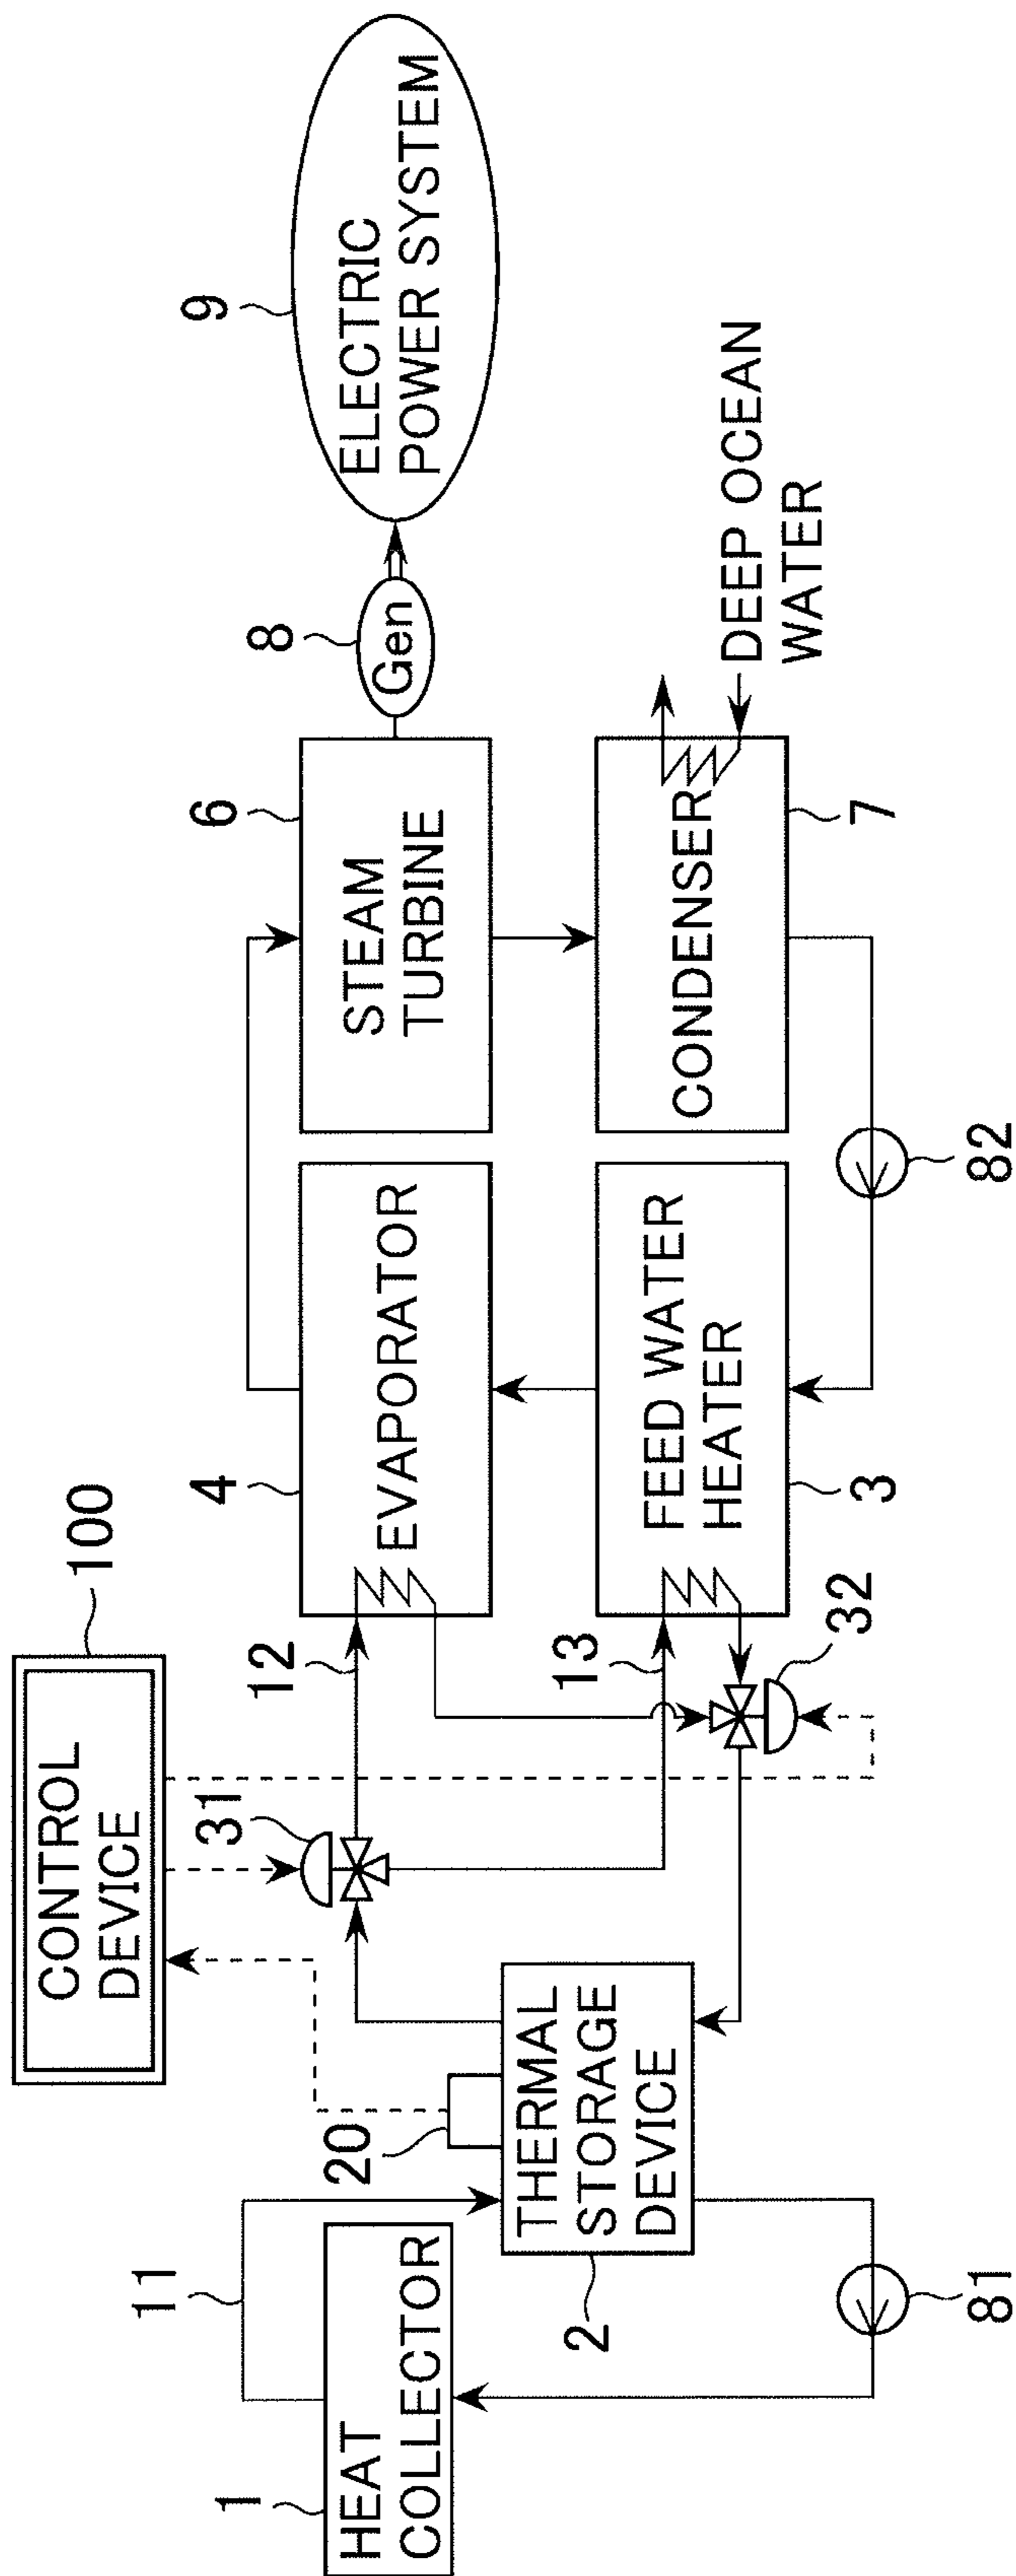 100
CONTROL
DEVICE
9
ELECTRIC
POWER SYSTEM
8
Gen
6
STEAM
TURBINE
4
EVAPORATOR
12
31
11
1
HEAT
COLLECTOR
20
THERMAL
STORAGE
DEVICE
2
13
FEED WATER
HEATER
3
32
CONDENSER
7
DEEP OCEAN
WATER
82
81